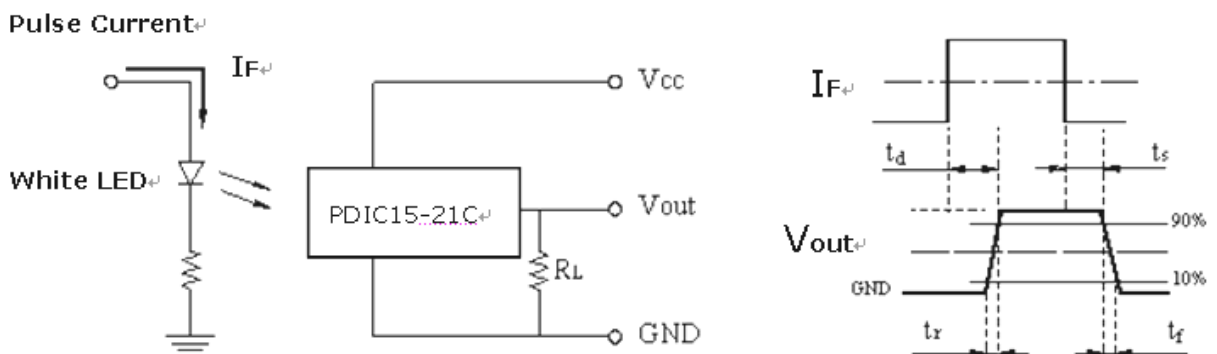 Pulse Current
IF
Vcc
White LED
PDIC15-21C
Vout
RL
GND
IF
td
ts
Vout
90%
GND
10%
tr
tf